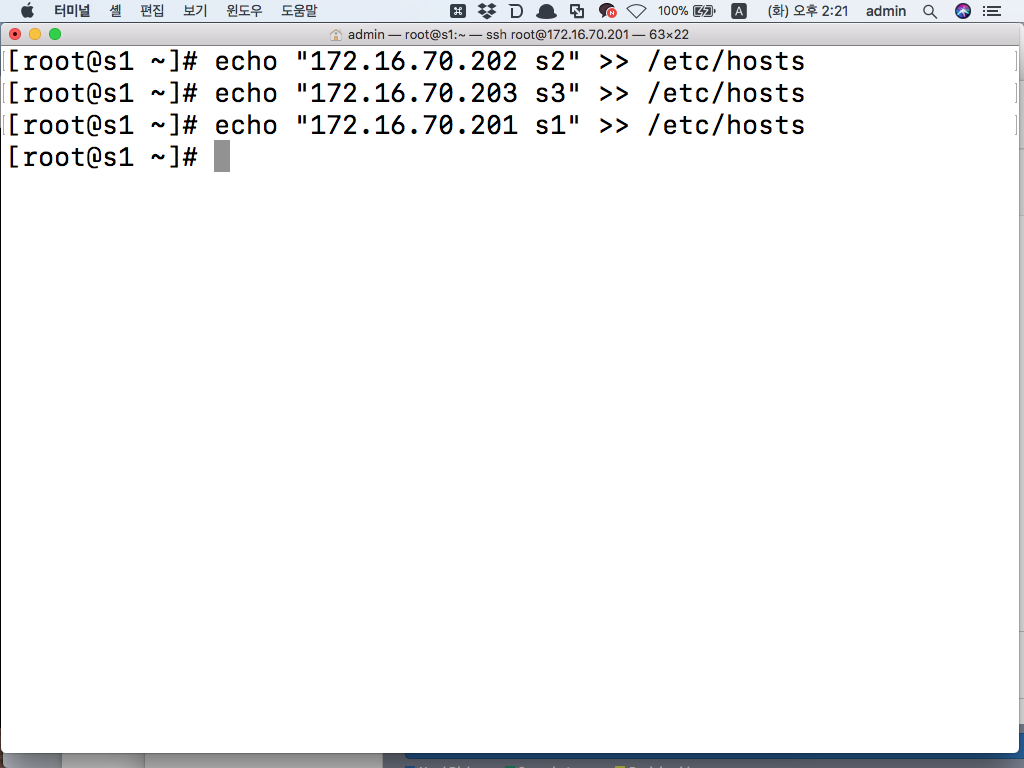 터미널 셸 편집 보기 윈도우 도움말 100% A (화) 오후 2:21 admin
admin — root@s1:~ — ssh root@172.16.70.201 — 63×22
[root@s1 ~]# echo "172.16.70.202 s2" >> /etc/hosts
[root@s1 ~]# echo "172.16.70.203 s3" >> /etc/hosts
[root@s1 ~]# echo "172.16.70.201 s1" >> /etc/hosts
[root@s1 ~]#